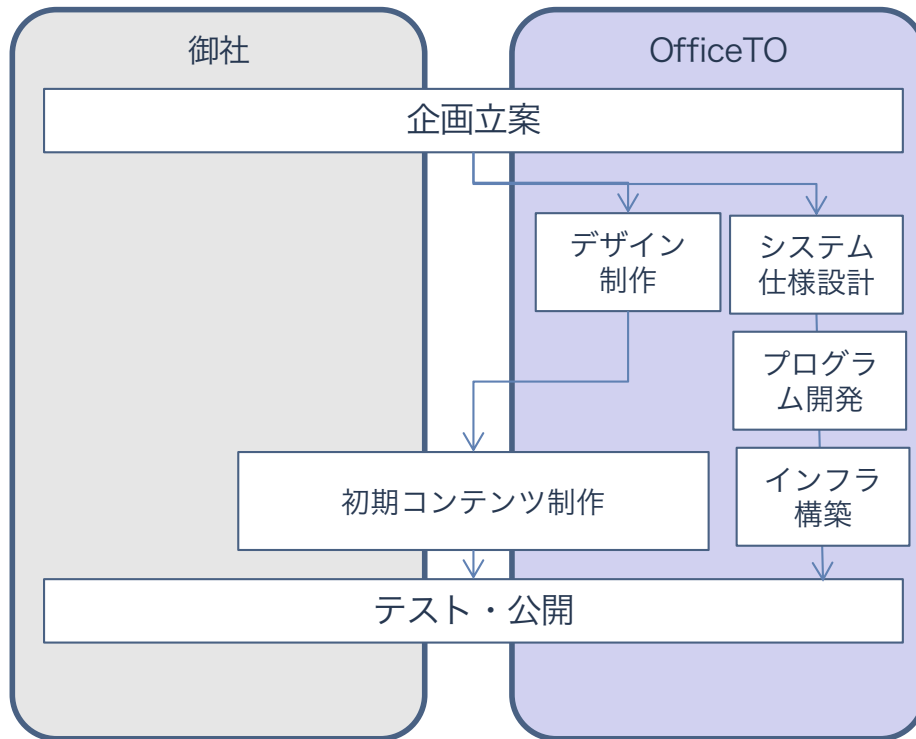 御社
OfficeTO
企画立案
デザイン
制作
システム
仕様設計
プログラ
ム開発
初期コンテンツ制作
インフラ
構築
テスト・公開